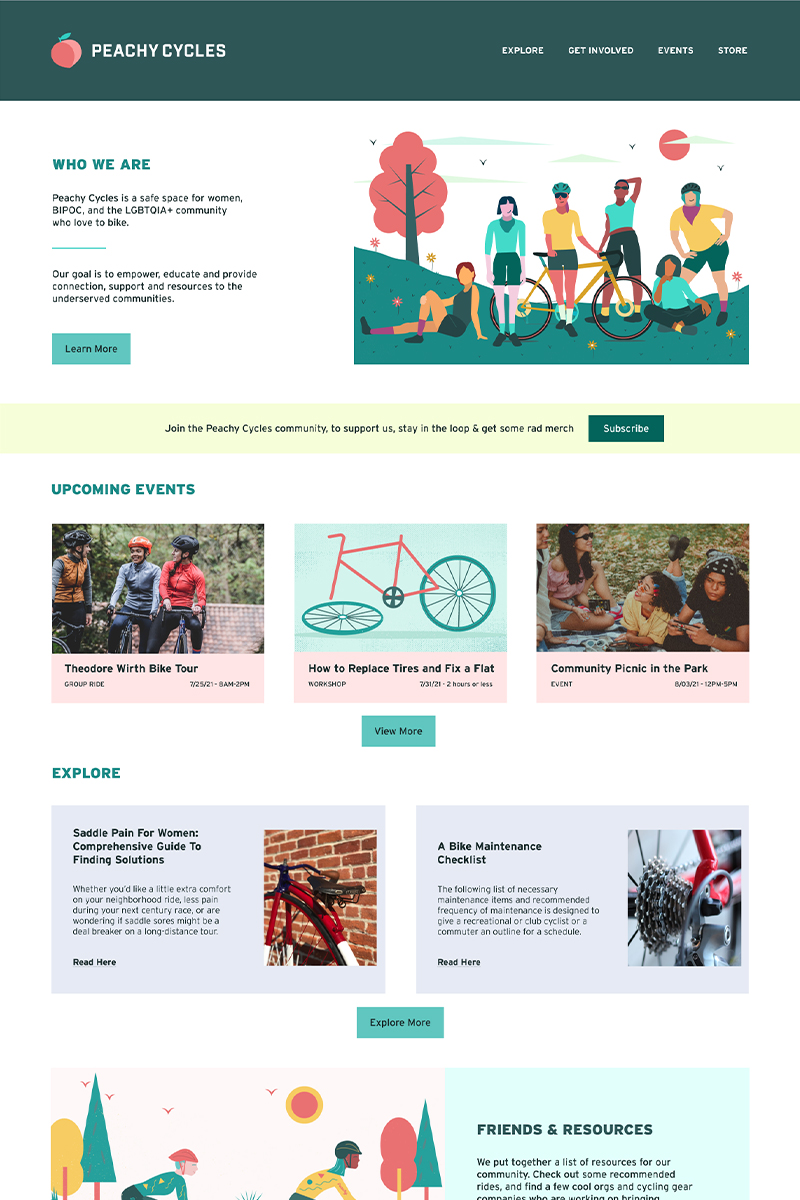 PEACHY CYCLES
EXPLORE GET INVOLVED EVENTS STORE
WHO WE ARE
Peachy Cycles is a safe space for women,
BIPOC, and the LGBTQIA+ community
who love to bike.
Our goal is to empower, educate and provide
connection, support and resources to the
underserved communities.
Learn More
Join the Peachy Cycles community, to support us, stay in the loop & get some rad merch
Subscribe
UPCOMING EVENTS
Theodore Wirth Bike Tour
GROUP RIDE 7/25/21 - 8AM-2PM
How to Replace Tires and Fix a Flat
WORKSHOP 7/31/21 - 2 hours or less
Community Picnic in the Park
EVENT 8/03/21 - 12PM-5PM
View More
EXPLORE
Saddle Pain For Women:
Comprehensive Guide To
Finding Solutions
Whether you'd like a little extra comfort
on your neighborhood ride, less pain
during your next century race, or are
wondering if saddle sores might be a
deal breaker on a long-distance tour.
Read Here
A Bike Maintenance
Checklist
The following list of necessary
maintenance items and recommended
frequency of maintenance is designed to
give a recreational or club cyclist or a
commuter an outline for a schedule.
Read Here
Explore More
FRIENDS & RESOURCES
We put together a list of resources for our
community. Check out some recommended
rides, and find a few cool orgs and cycling gear
companies who are working on bringing